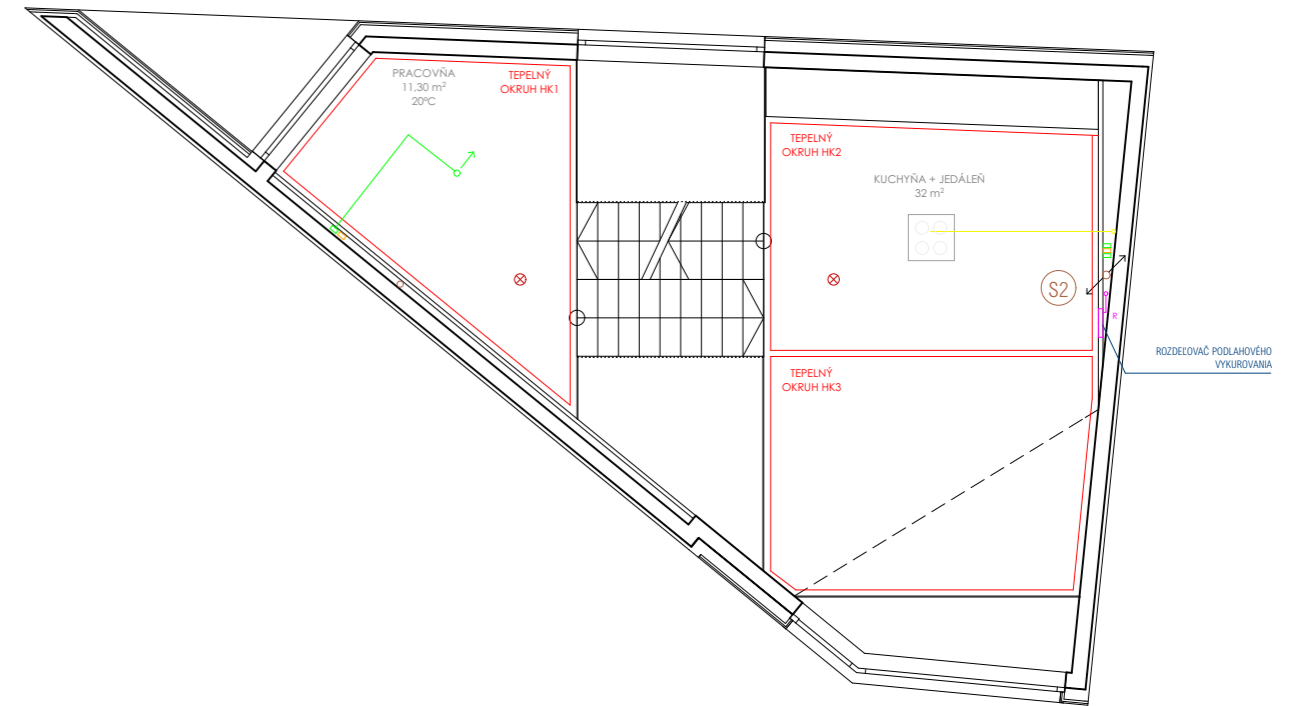 PRACOVŇA
11,30 m²
20°C
TEPELNÝ
OKRUH HK1
TEPELNÝ
OKRUH HK2
KUCHYŇA + JEDÁLEŇ
32 m²
S2
ROZDEĽOVAČ PODLAHOVÉHO
VYKUROVANIA
TEPELNÝ
OKRUH HK3